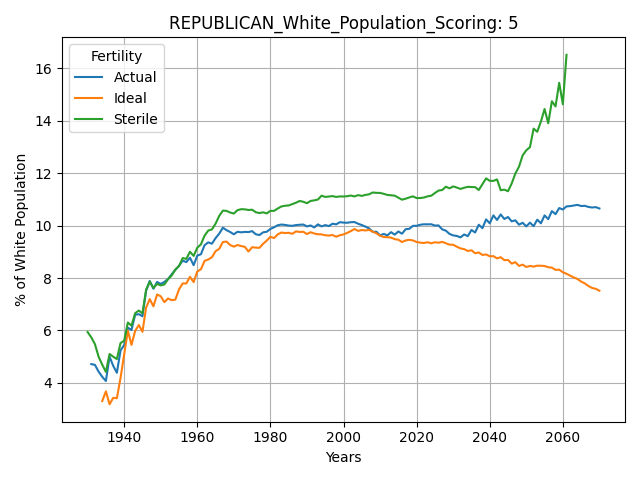 REPUBLICAN_White_Population_Scoring: 5
Fertility
Actual
Ideal
Sterile
% of White Population
16
14
12
10
8
6
4
1940 1960 1980 2000 2020 2040 2060
Years